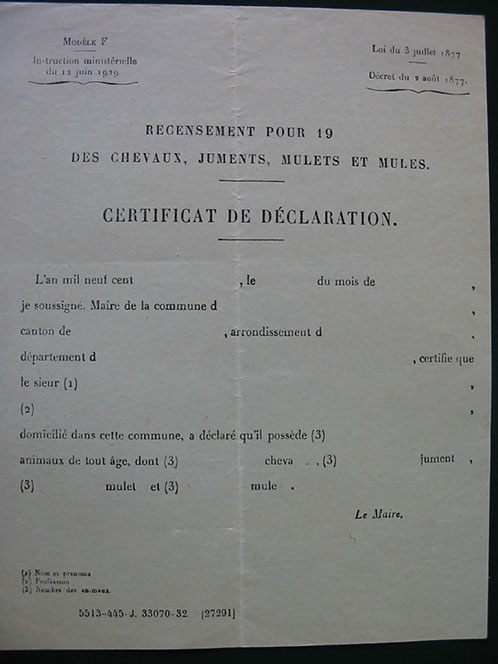 MODÈLE F
Instruction ministérielle
du 12 juin 1929
Loi du 3 juillet 1877
Décret du 2 août 1877.
RECENSEMENT POUR 19
DES CHEVAUX, JUMENTS, MULETS ET MULES.
CERTIFICAT DE DÉCLARATION.
L'an mil neuf cent , le du mois de ,
je soussigné, Maire de la commune d ,
canton de , arrondissement d ,
département d , certifie que
le sieur (1) ,
(2) ,
domicilié dans cette commune, a déclaré qu'il possède (3)
animaux de tout âge, dont (3) cheva . , (3) jument ,
(3) mulet et (3) mule .
Le Maire,
(1) Nom et prénoms
(2) Profession
(3) Nombre des animaux.
5513-445-J. 33070-32. [27291]